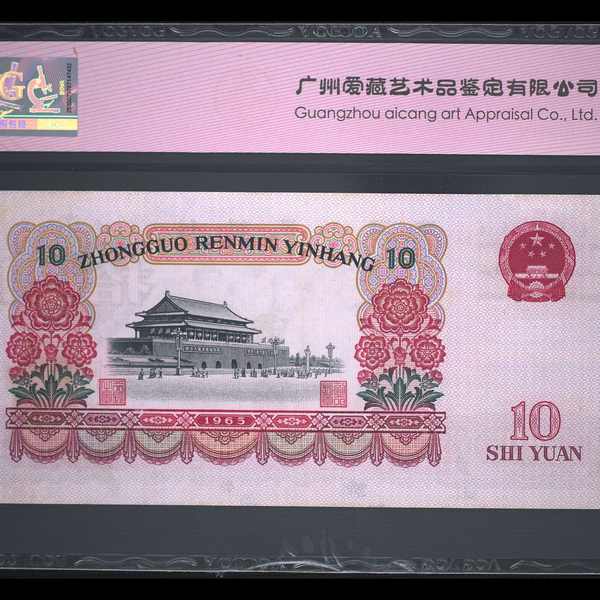 广州爱藏艺术品鉴定有限公司
Guangzhou aicang art Appraisal Co., Ltd.
10 ZHONGGUO RENMIN YINHANG 10
1965
10
SHI YUAN